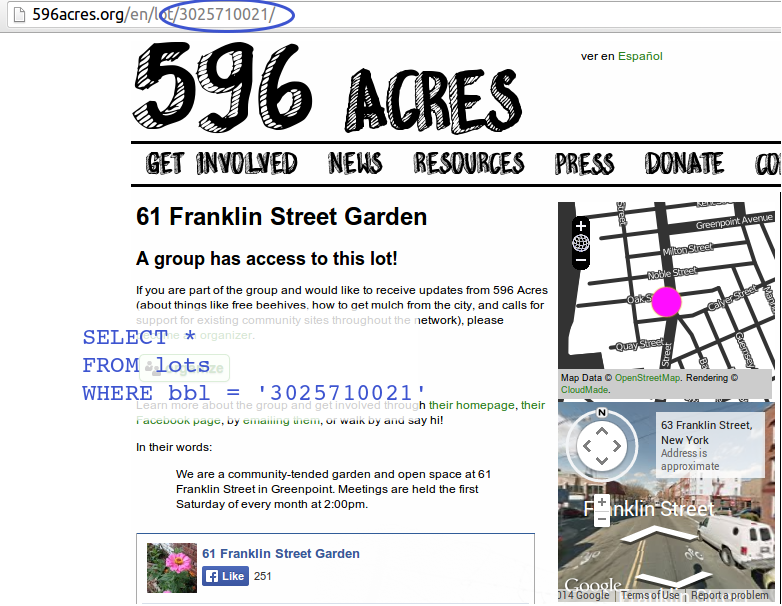 596acres.org/en/lot/3025710021/
596 ACRES
ver en Español
GET INVOLVED NEWS RESOURCES PRESS DONATE CO
61 Franklin Street Garden
A group has access to this lot!
If you are part of the group and would like to receive updates from 596 Acres
(about things like free beehives, how to get mulch from the city, and calls for
support for existing community sites throughout the network), please
an organizer.
SELECT *
FROM lots
WHERE bbl = '3025710021'
Learn more about the group and get involved through their homepage, their
Facebook page, by emailing them, or walk by and say hi!
In their words:
We are a community-tended garden and open space at 61
Franklin Street in Greenpoint. Meetings are held the first
Saturday of every month at 2:00pm.
61 Franklin Street Garden
Like 251
Street
Greenpoint Avenue
Milton Street
Noble Street
Oak S
Calyer Street
Quay Street
Street
Map Data © OpenStreetMap. Rendering ©
CloudMade.
N
63 Franklin Street,
New York
Address is
approximate
Franklin Street
Google
014 Google Terms of Use Report a problem